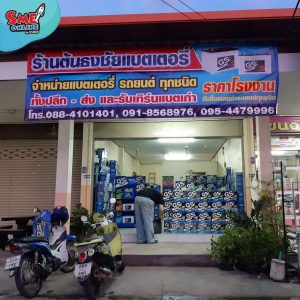 SME
ONLINE
ร้านต้นธงชัยแบตเตอรี่
จำหน่ายแบตเตอรี่ รถยนต์ ทุกชนิด
ราคาโรงงาน
ทั้งปลีก - ส่ง และรับเทิร์นแบตเก่า
โทร.088-4101401, 091-8568976, 095-4479996
GS
GS